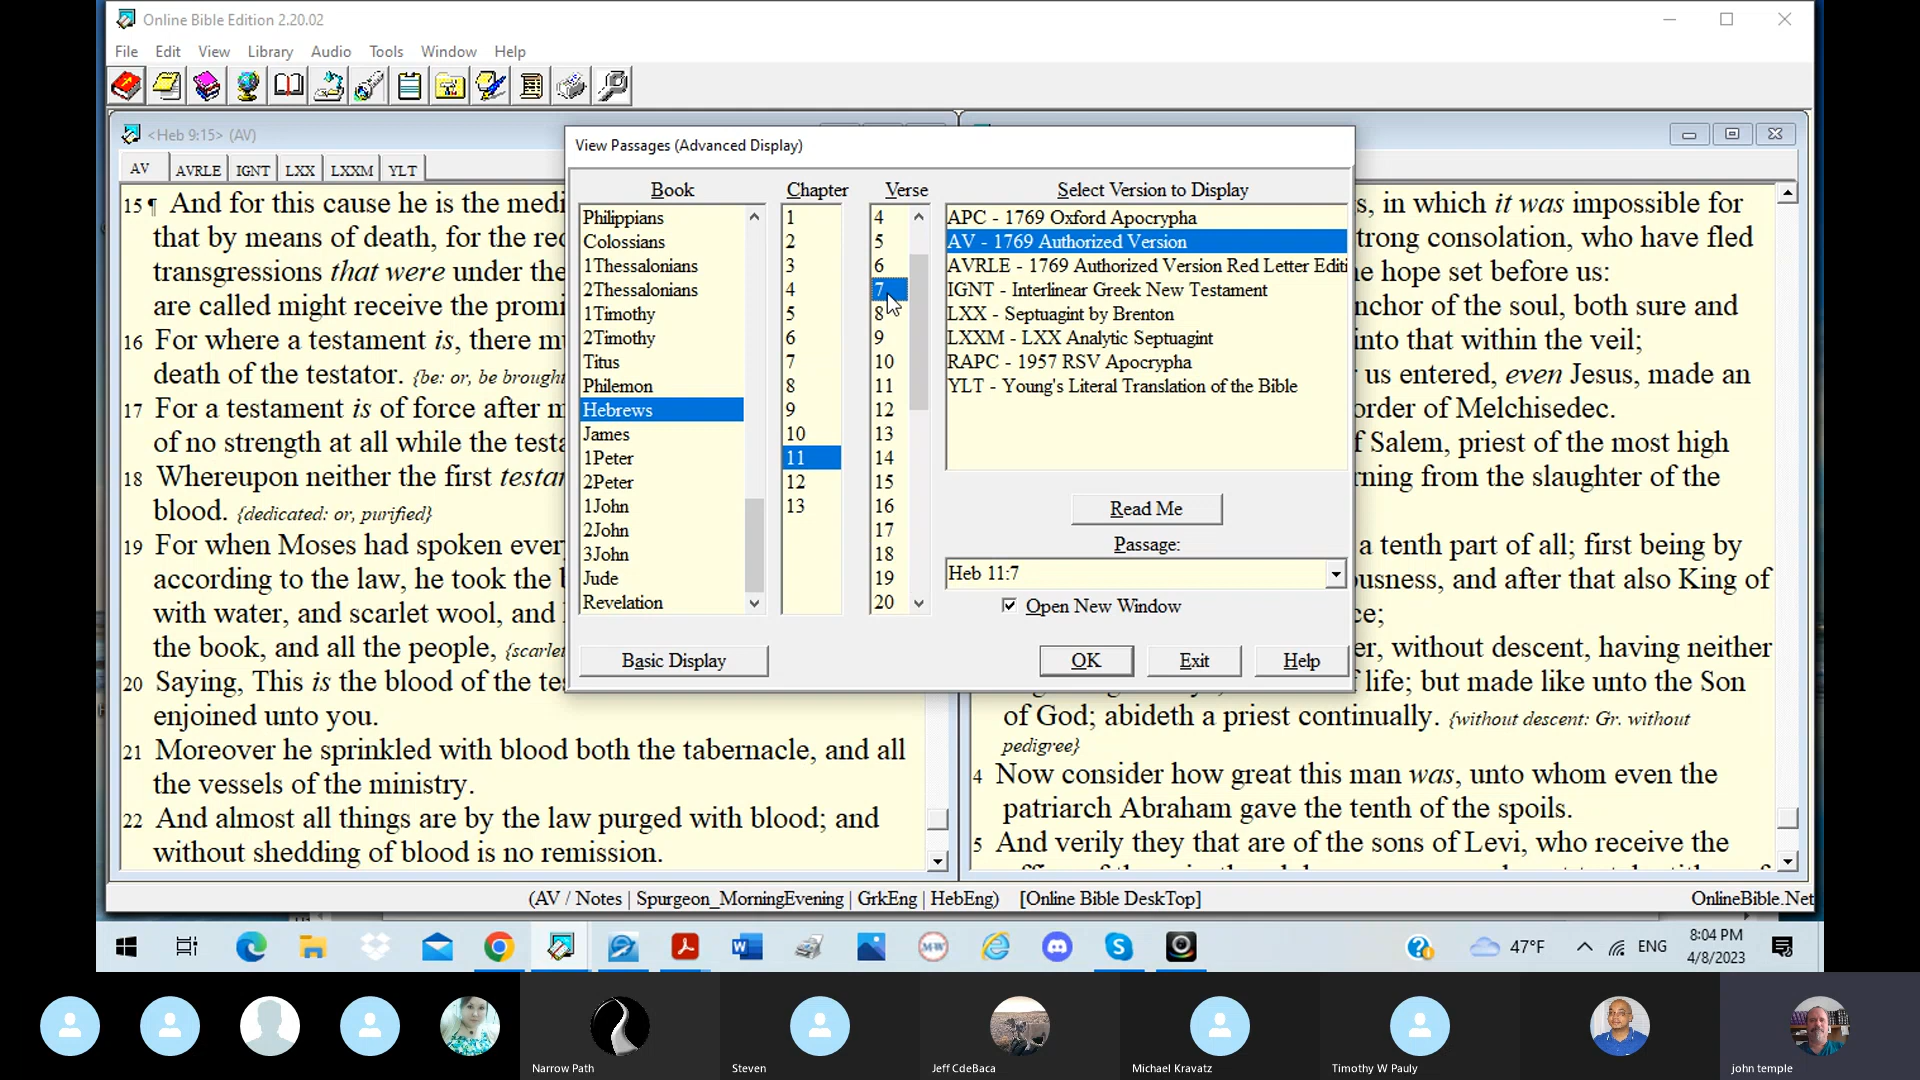 Online Bible Edition 2.20.02
File Edit View Library Audio Tools Window Help
<Heb 9:15> (AV)
AV AVRLE IGNT LXX LXXM YLT
15 ¶ And for this cause he is the medi
that by means of death, for the red
transgressions that were under the
are called might receive the promi
16 For where a testament is, there mu
death of the testator. {be: or, be brought
17 For a testament is of force after m
of no strength at all while the testa
18 Whereupon neither the first testan
blood. {dedicated: or, purified}
19 For when Moses had spoken every
according to the law, he took the b
with water, and scarlet wool, and h
the book, and all the people, {scarlet
20 Saying, This is the blood of the tes
enjoined unto you.
21 Moreover he sprinkled with blood both the tabernacle, and all
the vessels of the ministry.
22 And almost all things are by the law purged with blood; and
without shedding of blood is no remission.
View Passages (Advanced Display)
Book Chapter Verse Select Version to Display
Philippians
Colossians
1Thessalonians
2Thessalonians
1Timothy
2Timothy
Titus
Philemon
Hebrews
James
1Peter
2Peter
1John
2John
3John
Jude
Revelation
1
2
3
4
5
6
7
8
9
10
11
12
13
4
5
6
7
8
9
10
11
12
13
14
15
16
17
18
19
20
APC - 1769 Oxford Apocrypha
AV - 1769 Authorized Version
AVRLE - 1769 Authorized Version Red Letter Editi
IGNT - Interlinear Greek New Testament
LXX - Septuagint by Brenton
LXXM - LXX Analytic Septuagint
RAPC - 1957 RSV Apocrypha
YLT - Young's Literal Translation of the Bible
Read Me
Passage:
Heb 11:7
Open New Window
Basic Display OK Exit Help
s, in which it was impossible for
trong consolation, who have fled
he hope set before us:
nchor of the soul, both sure and
into that within the veil;
r us entered, even Jesus, made an
order of Melchisedec.
f Salem, priest of the most high
rning from the slaughter of the
a tenth part of all; first being by
ousness, and after that also King of
ce;
er, without descent, having neither
f life; but made like unto the Son
of God; abideth a priest continually. {without descent: Gr. without
pedigree}
4 Now consider how great this man was, unto whom even the
patriarch Abraham gave the tenth of the spoils.
5 And verily they that are of the sons of Levi, who receive the
(AV / Notes | Spurgeon_MorningEvening | GrkEng | HebEng) [Online Bible DeskTop] OnlineBible.Net
47°F ENG 8:04 PM
4/8/2023
Narrow Path Steven Jeff CdeBaca Michael Kravatz Timothy W Pauly john temple